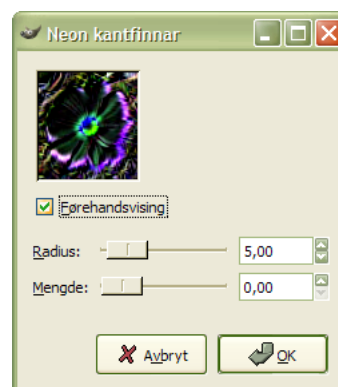 Neon kantfinnar
Førehandsvising
Radius: 5,00
Mengde: 0,00
Avbryt OK